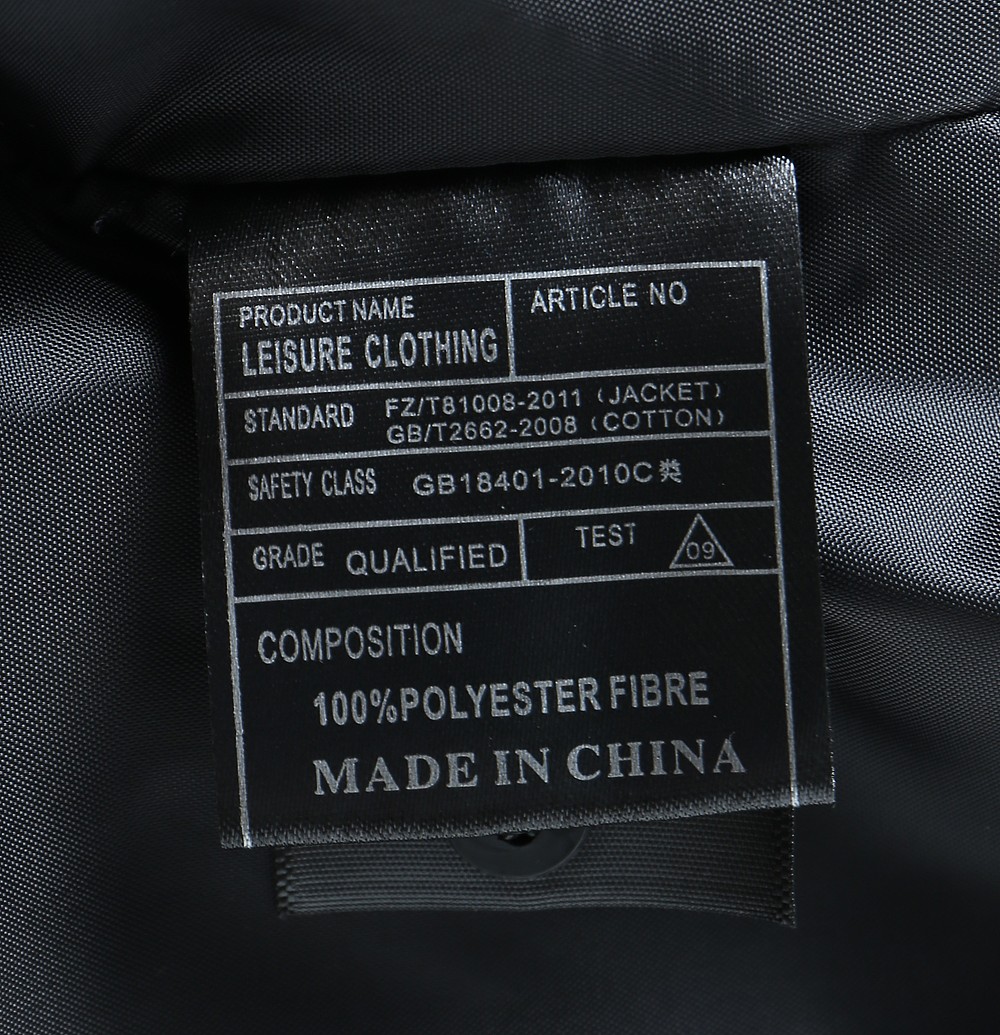 PRODUCT NAME
LEISURE CLOTHING
ARTICLE NO
STANDARD
FZ/T81008-2011 (JACKET)
GB/T2662-2008 (COTTON)
SAFETY CLASS GB18401-2010C类
GRADE QUALIFIED
TEST 09
COMPOSITION
100%POLYESTER FIBRE
MADE IN CHINA